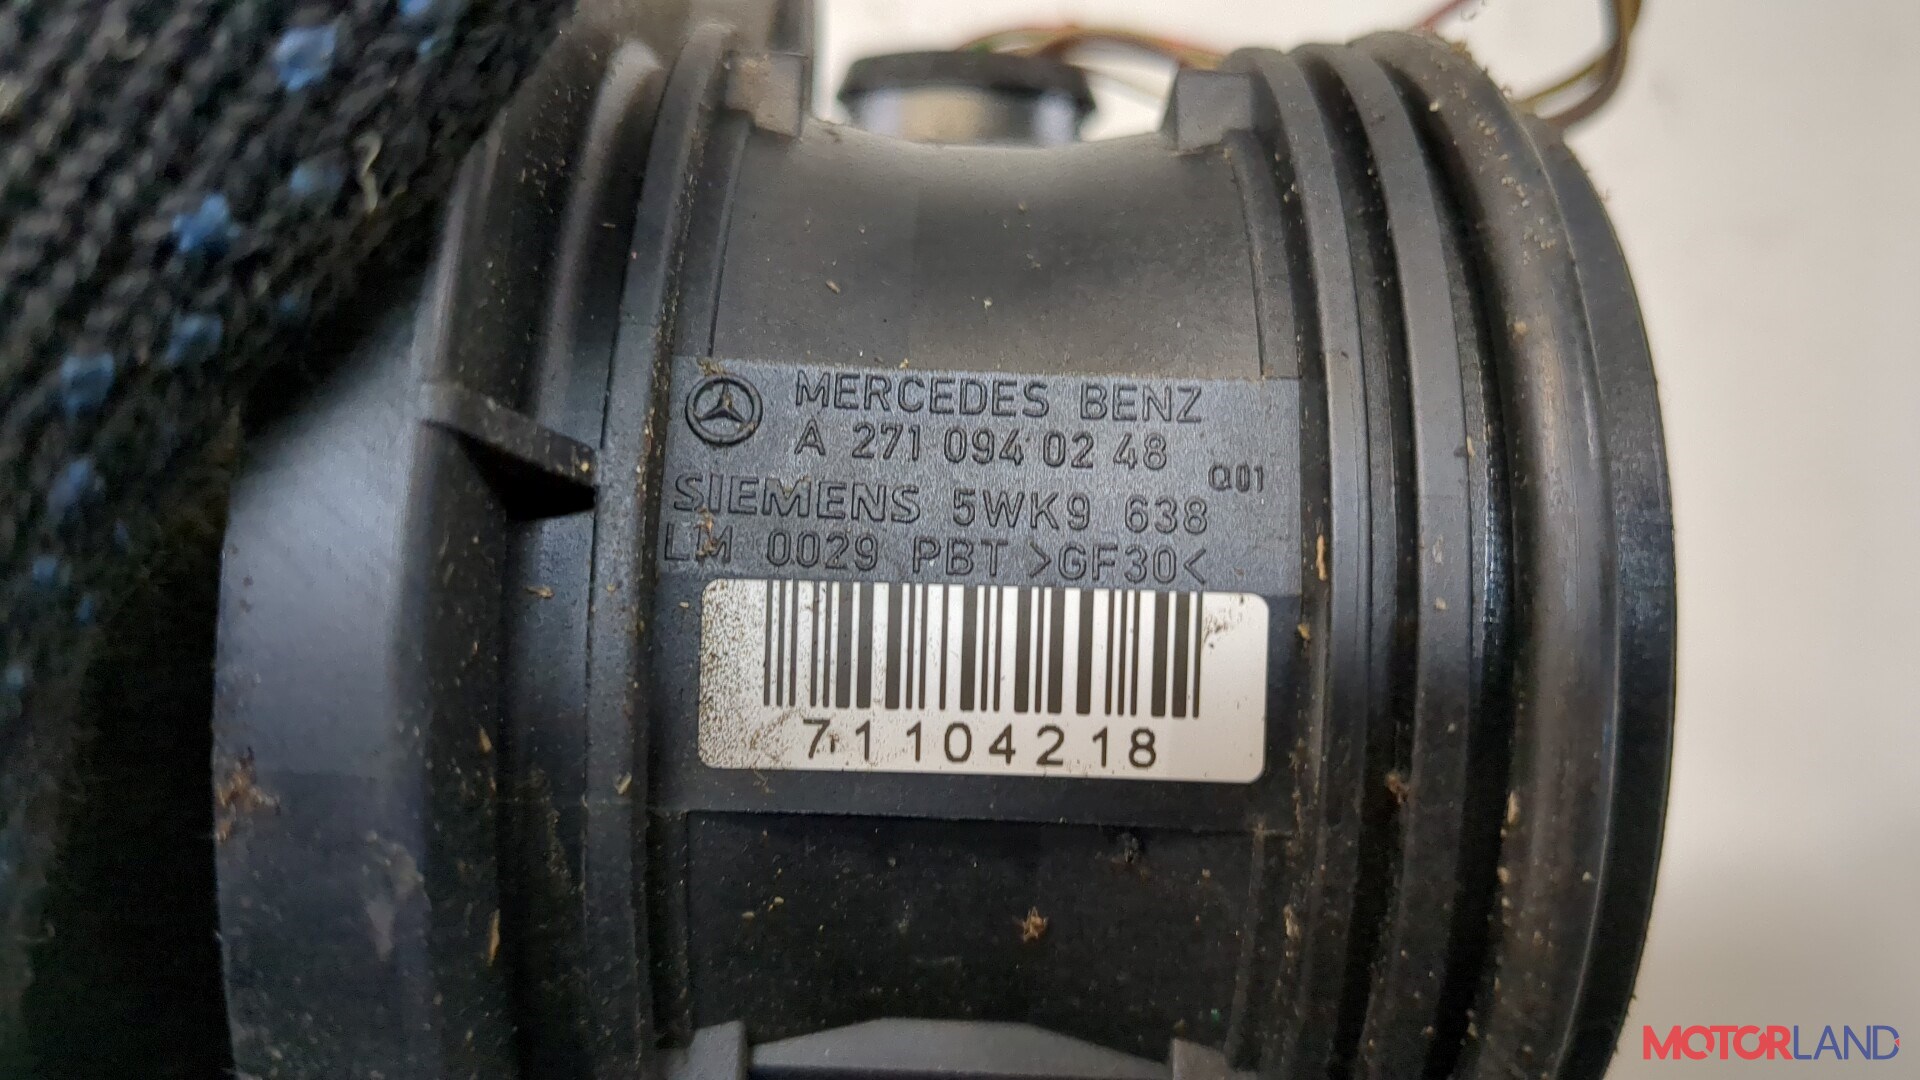 MERCEDES BENZ
A 271 094 02 48
Q01
SIEMENS 5WK9 638
LM 0029 PBT >GF30<
71104218
MOTORLAND